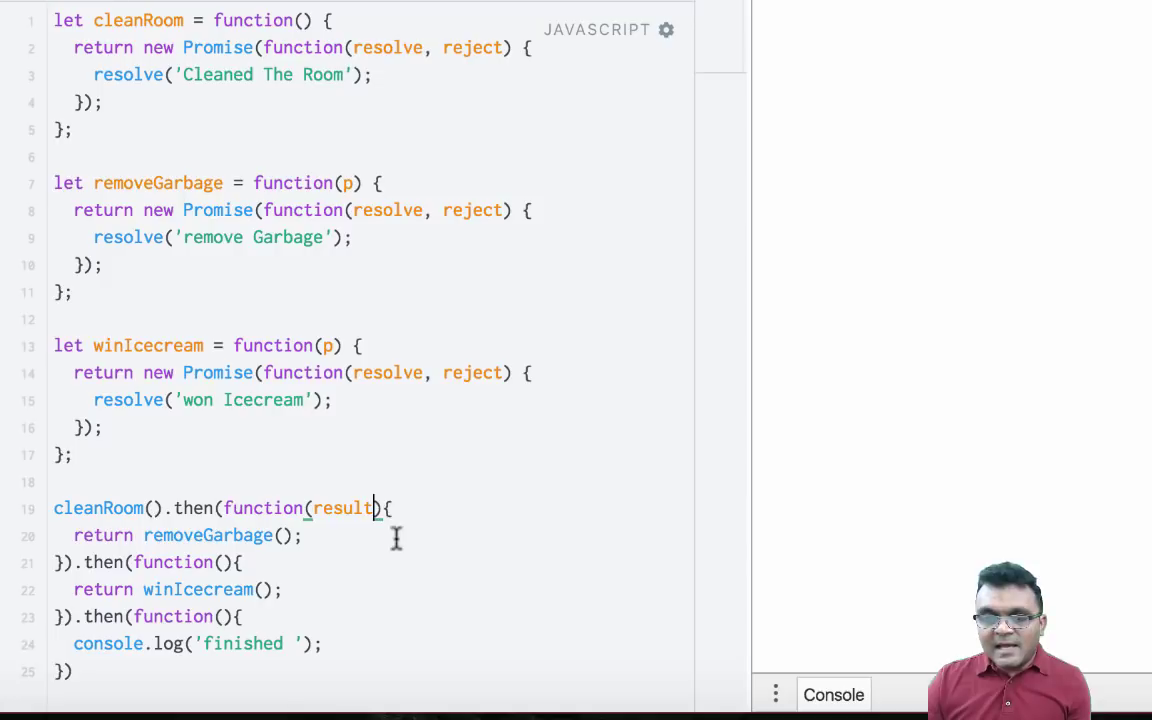 JAVASCRIPT
1 let cleanRoom = function() {
2   return new Promise(function(resolve, reject) {
3     resolve('Cleaned The Room');
4   });
5 };
6
7 let removeGarbage = function(p) {
8   return new Promise(function(resolve, reject) {
9     resolve('remove Garbage');
10   });
11 };
12
13 let winIcecream = function(p) {
14   return new Promise(function(resolve, reject) {
15     resolve('won Icecream');
16   });
17 };
18
19 cleanRoom().then(function(result){
20   return removeGarbage();
21 }).then(function(){
22   return winIcecream();
23 }).then(function(){
24   console.log('finished ');
25 })
Console